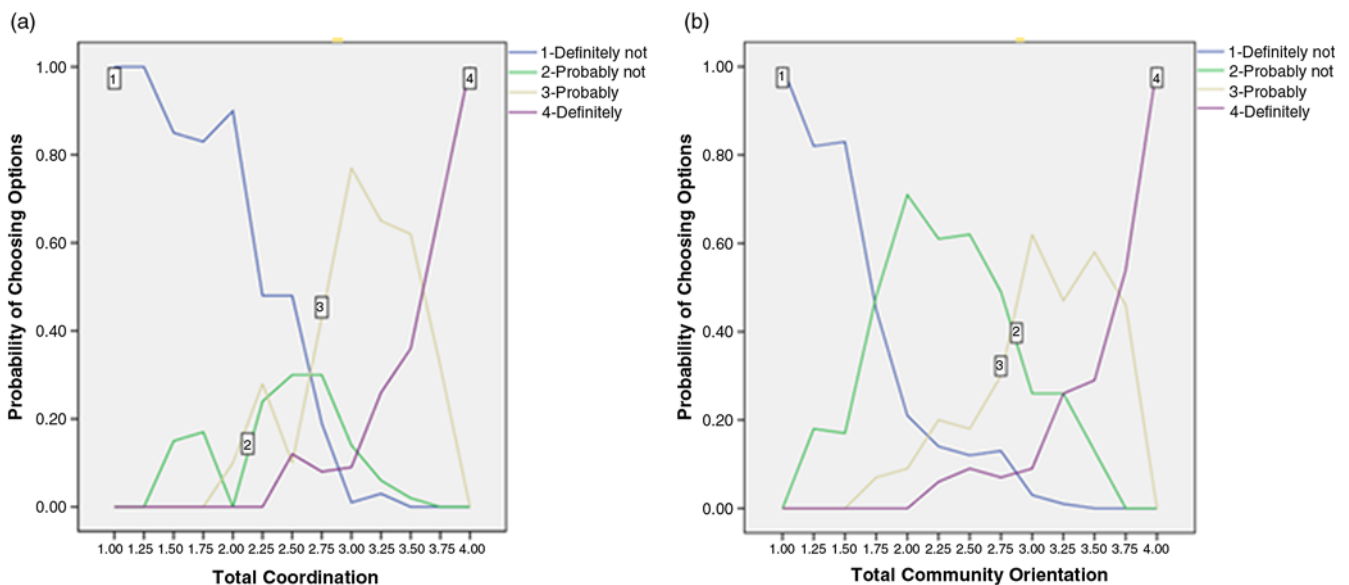 (a)
1.00
0.80
0.60
0.40
0.20
0.00
Probability of Choosing Options
1
2
3
4
1.00 1.25 1.50 1.75 2.00 2.25 2.50 2.75 3.00 3.25 3.50 3.75 4.00
Total Coordination
1-Definitely not
2-Probably not
3-Probably
4-Definitely
(b)
1.00
0.80
0.60
0.40
0.20
0.00
Probability of Choosing Options
1
2
3
4
1.00 1.25 1.50 1.75 2.00 2.25 2.50 2.75 3.00 3.25 3.50 3.75 4.00
Total Community Orientation
1-Definitely not
2-Probably not
3-Probably
4-Definitely